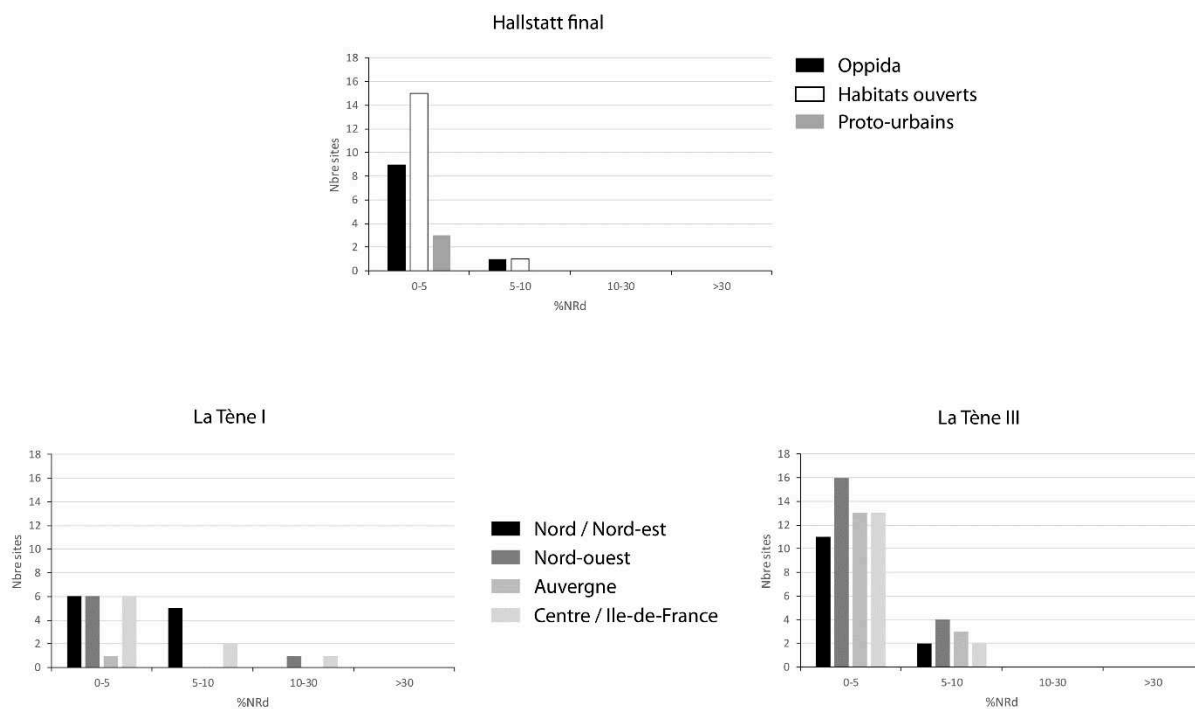 Hallstatt final
18
16
14
12
10
8
6
4
2
0
Nbre sites
0-5 5-10 10-30 >30
%NRd
Oppida
Habitats ouverts
Proto-urbains
La Tène I
18
16
14
12
10
8
6
4
2
0
Nbre sites
0-5 5-10 10-30 >30
%NRd
Nord / Nord-est
Nord-ouest
Auvergne
Centre / Ile-de-France
La Tène III
18
16
14
12
10
8
6
4
2
0
Nbre sites
0-5 5-10 10-30 >30
%NRd